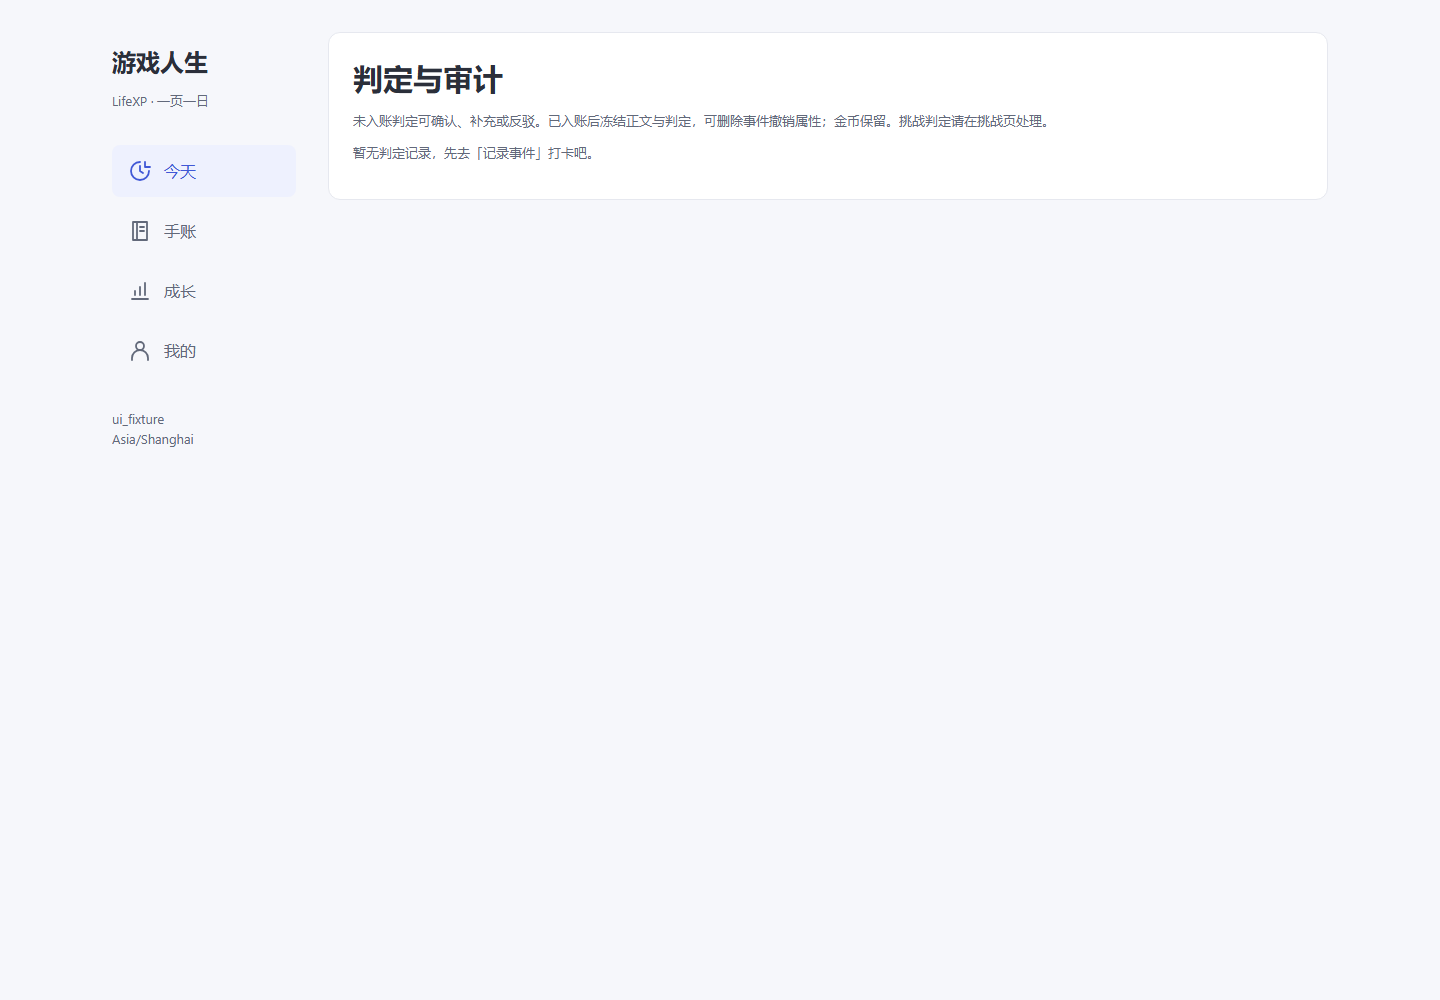 游戏人生
LifeXP · 一页一日
今天
手账
成长
我的
ui_fixture
Asia/Shanghai
判定与审计
未入账判定可确认、补充或反驳。已入账后冻结正文与判定，可删除事件撤销属性；金币保留。挑战判定请在挑战页处理。
暂无判定记录，先去「记录事件」打卡吧。